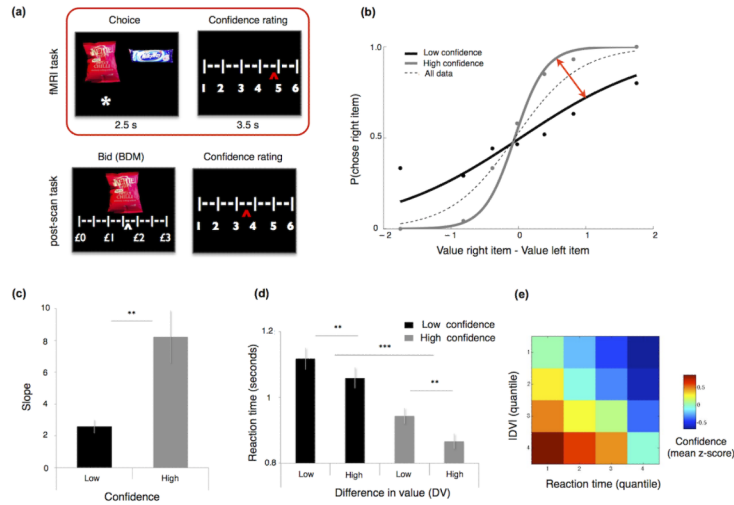 (a)
Choice
Confidence rating
fMRI task
1 2 3 4 5 6
2.5 s
3.5 s
Bid (BDM)
Confidence rating
post-scan task
£0 £1 £2 £3
1 2 3 4 5 6
(b)
Low confidence
High confidence
All data
P(chose right item)
1.0
0.5
0
-2 -1 0 1 2
Value right item - Value left item
(c)
**
Slope
10
8
6
4
2
0
Low High
Confidence
(d)
Low confidence
High confidence
**
***
**
Reaction time (seconds)
1.2
1
0.8
Low High Low High
Difference in value (DV)
(e)
IDVI (quantile)
1
2
3
4
1 2 3 4
Reaction time (quantile)
0.5
0
-0.5
Confidence
(mean z-score)